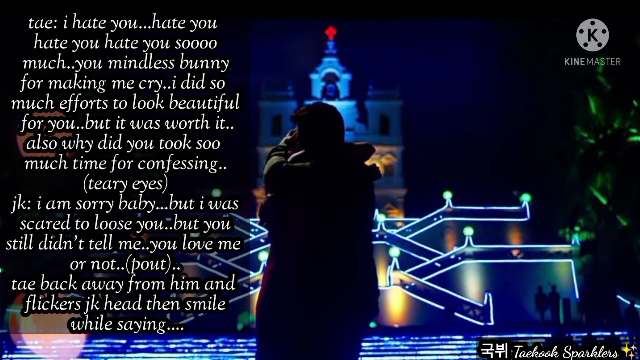 tae: i hate you...hate you
hate you hate you soooo
much..you mindless bunny
for making me cry..i did so
much efforts to look beautiful
for you..but it was worth it..
also why did you took soo
much time for confessing..
(teary eyes)
jk: i am sorry baby...but i was
scared to loose you..but you
still didn't tell me..you love me
or not..(pout)..
tae back away from him and
flickers jk head then smile
while saying....
K
KINEMASTER
국뷔 Taekook Sparklers✨